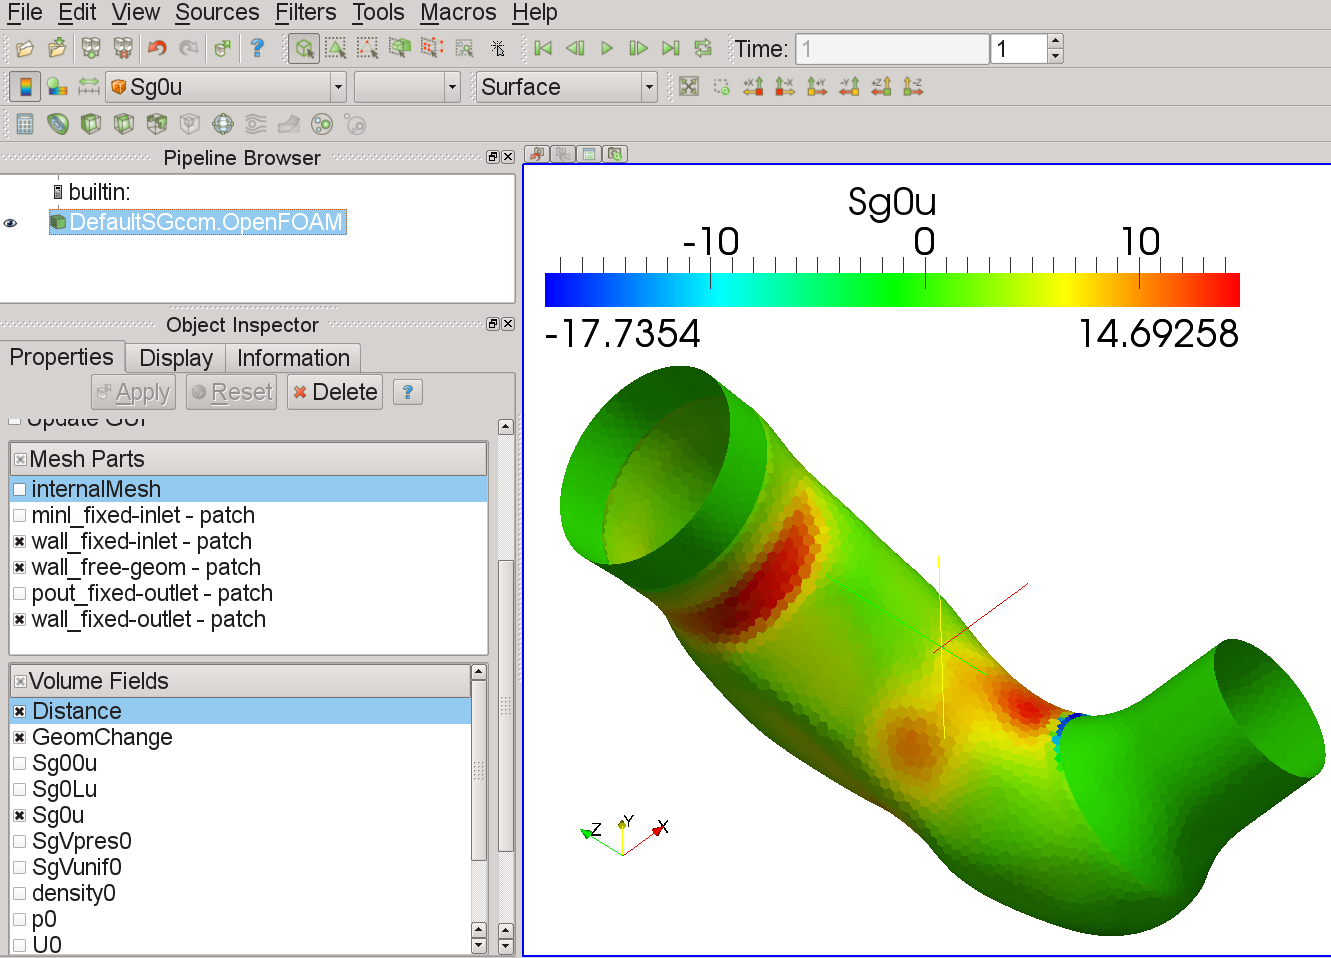 File Edit View Sources Filters Tools Macros Help
Time: 1 1
Sg0u Surface
+X -X +Y -Y +Z -Z
Pipeline Browser
builtin:
DefaultSGccm.OpenFOAM
Object Inspector
Properties Display Information
Apply Reset Delete ?
Update GUI
Mesh Parts
internalMesh
minl_fixed-inlet - patch
wall_fixed-inlet - patch
wall_free-geom - patch
pout_fixed-outlet - patch
wall_fixed-outlet - patch
Volume Fields
Distance
GeomChange
Sg00u
Sg0Lu
Sg0u
SgVpres0
SgVunif0
density0
p0
U0
Sg0u
-10 0 10
-17.7354 14.69258
Z Y X